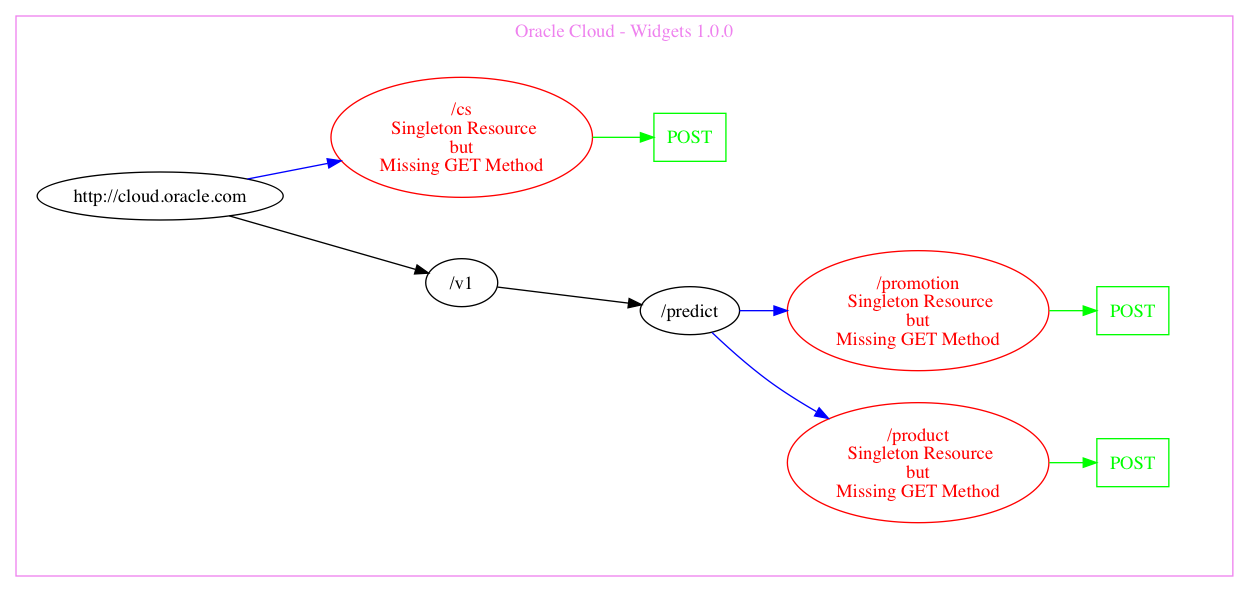 Oracle Cloud - Widgets 1.0.0
/cs
Singleton Resource
but
Missing GET Method
POST
http://cloud.oracle.com
/v1
/predict
/promotion
Singleton Resource
but
Missing GET Method
POST
/product
Singleton Resource
but
Missing GET Method
POST